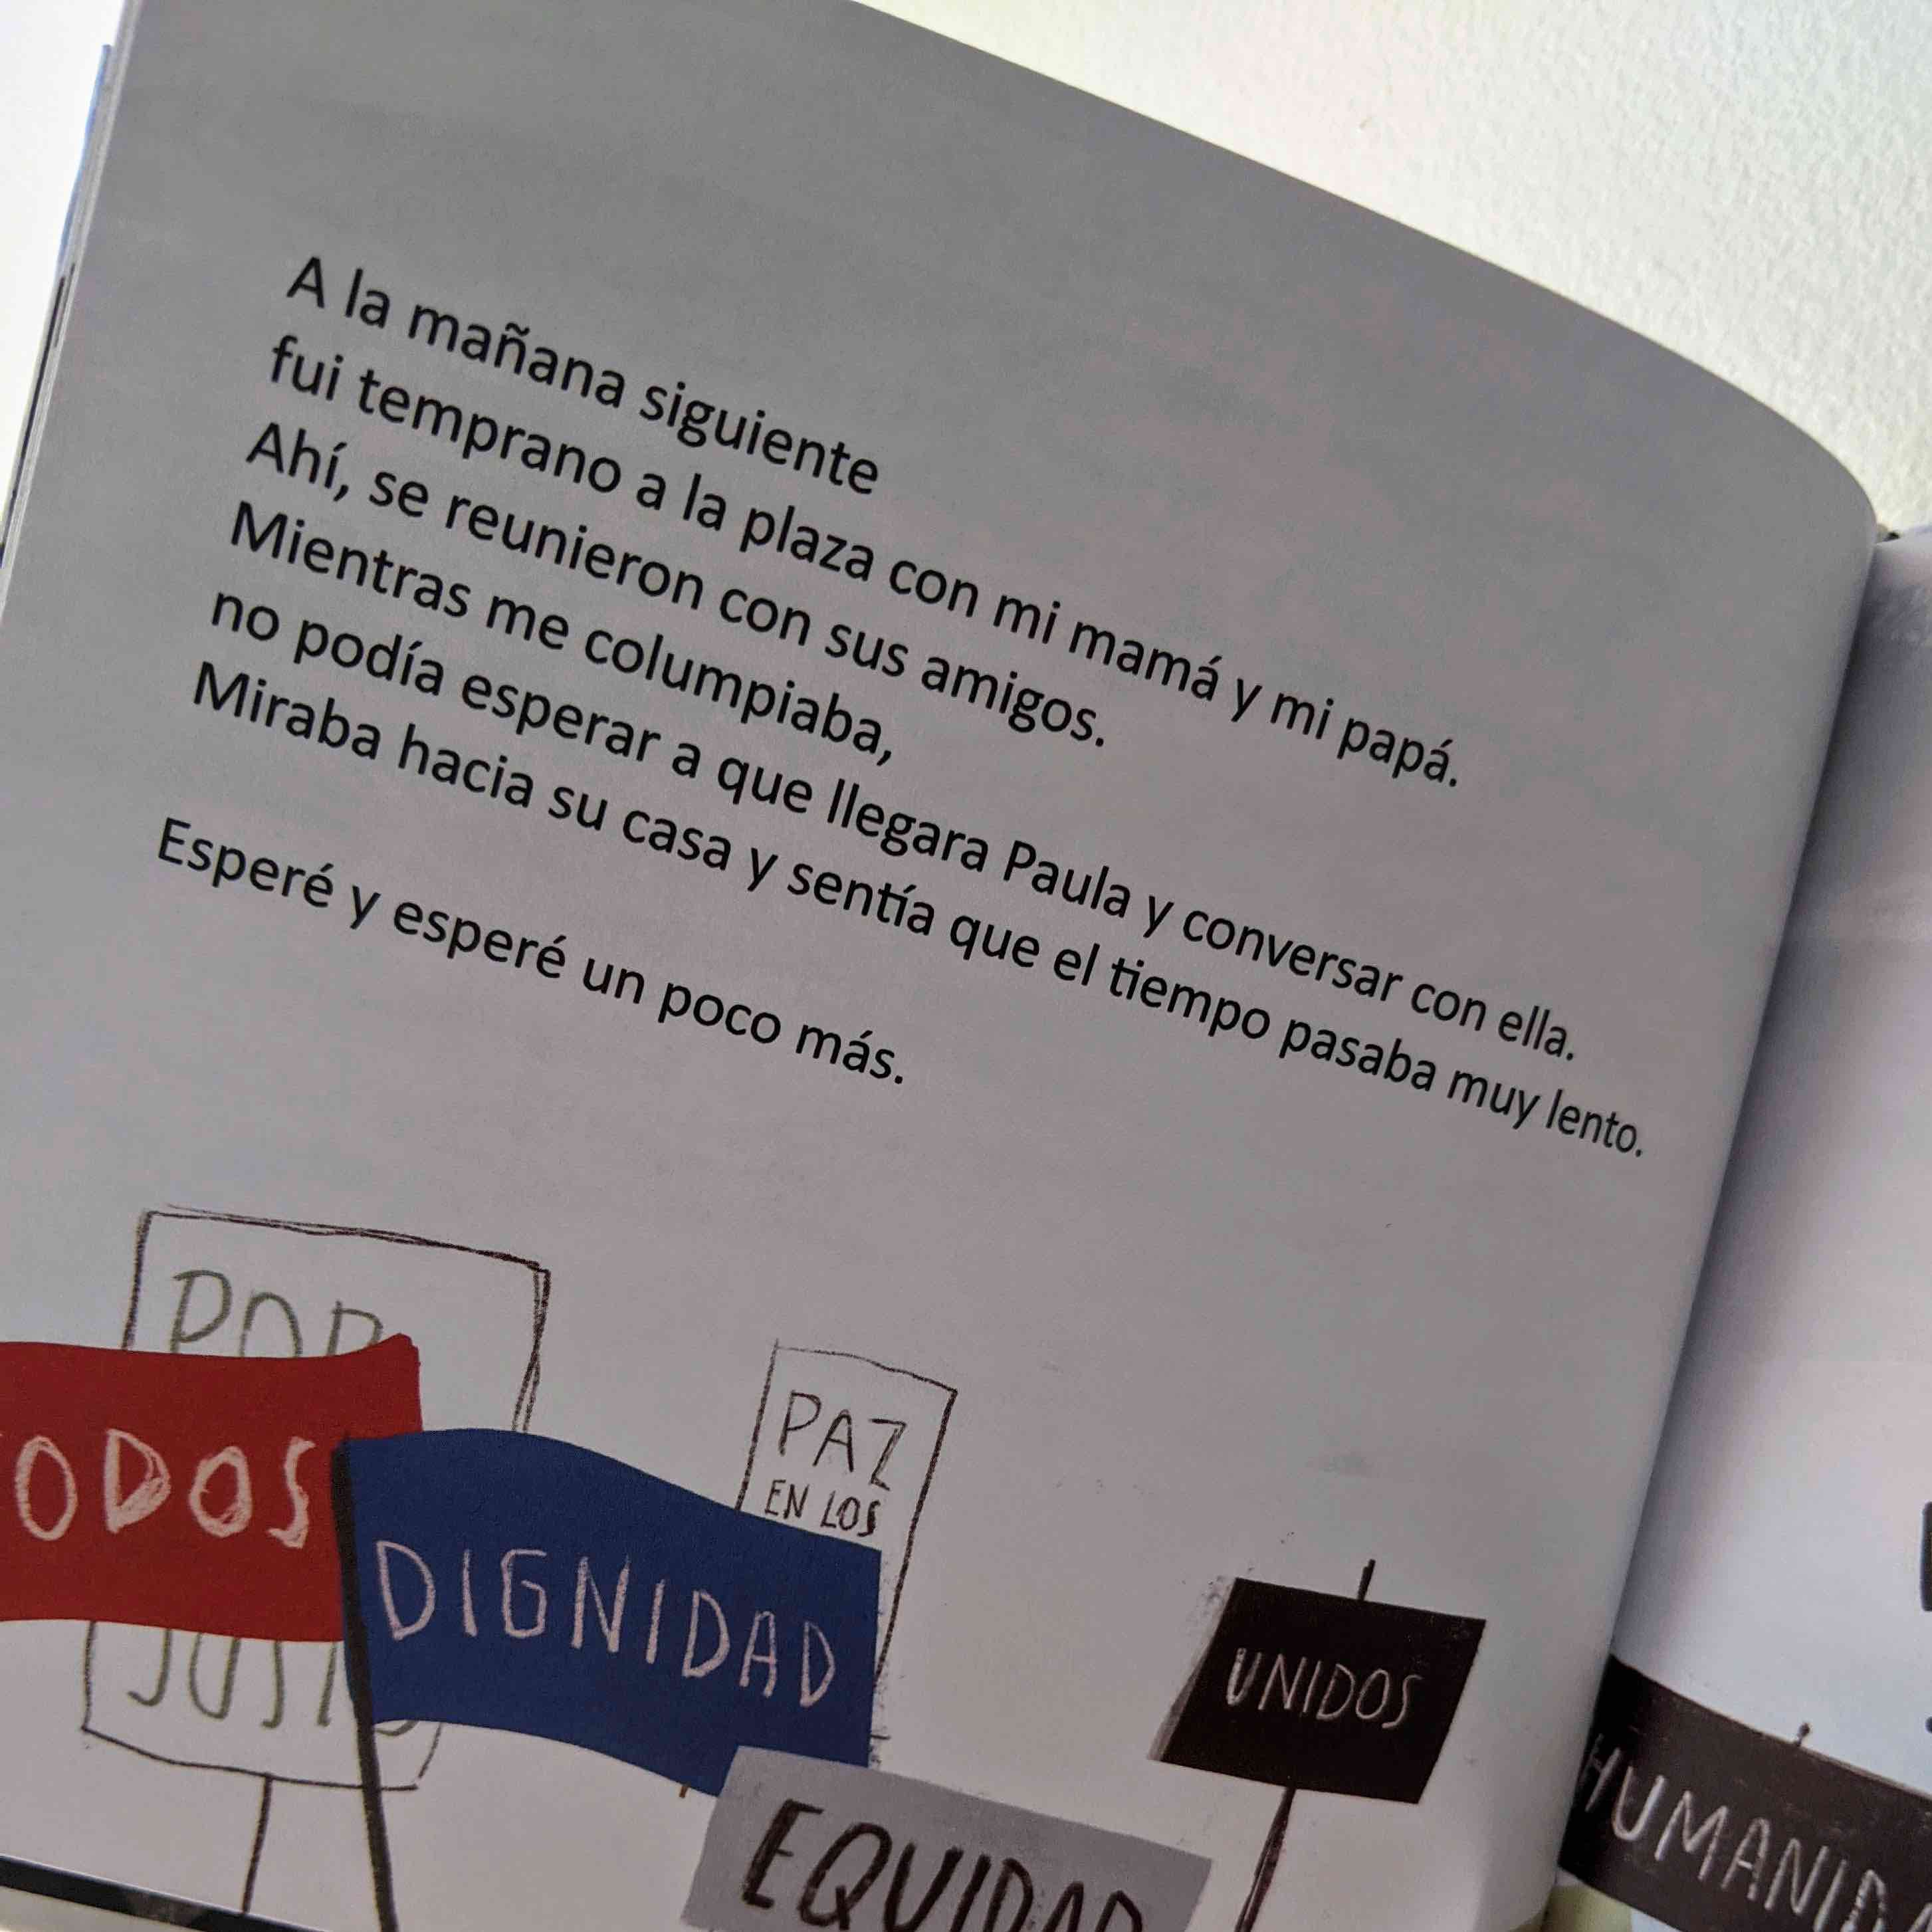 A la mañana siguiente
fui temprano a la plaza con mi mamá y mi papá.
Ahí, se reunieron con sus amigos.
Mientras me columpiaba,
no podía esperar a que llegara Paula y conversar con ella.
Miraba hacia su casa y sentía que el tiempo pasaba muy lento.
Esperé y esperé un poco más.
POR
ODOS
JUST
DIGNIDAD
PAZ
EN LOS
EQUIDAD
UNIDOS
HUMANID